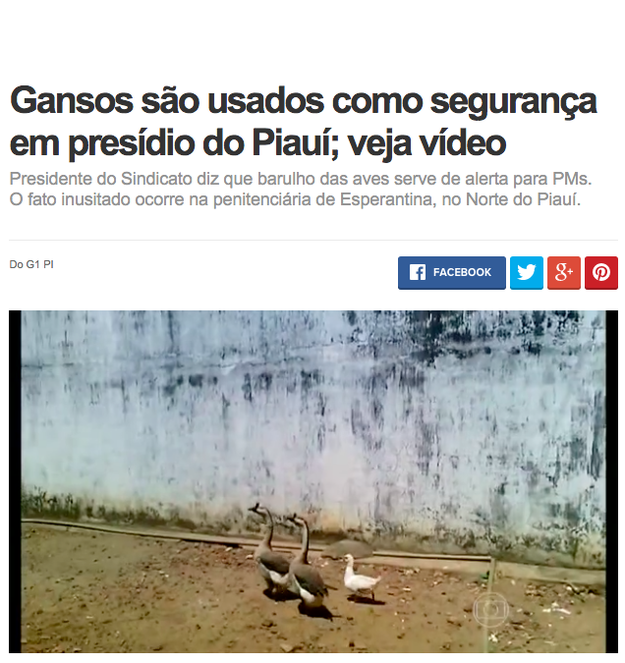 Gansos são usados como segurança
em presídio do Piauí; veja vídeo
Presidente do Sindicato diz que barulho das aves serve de alerta para PMs.
O fato inusitado ocorre na penitenciária de Esperantina, no Norte do Piauí.
Do G1 PI
FACEBOOK